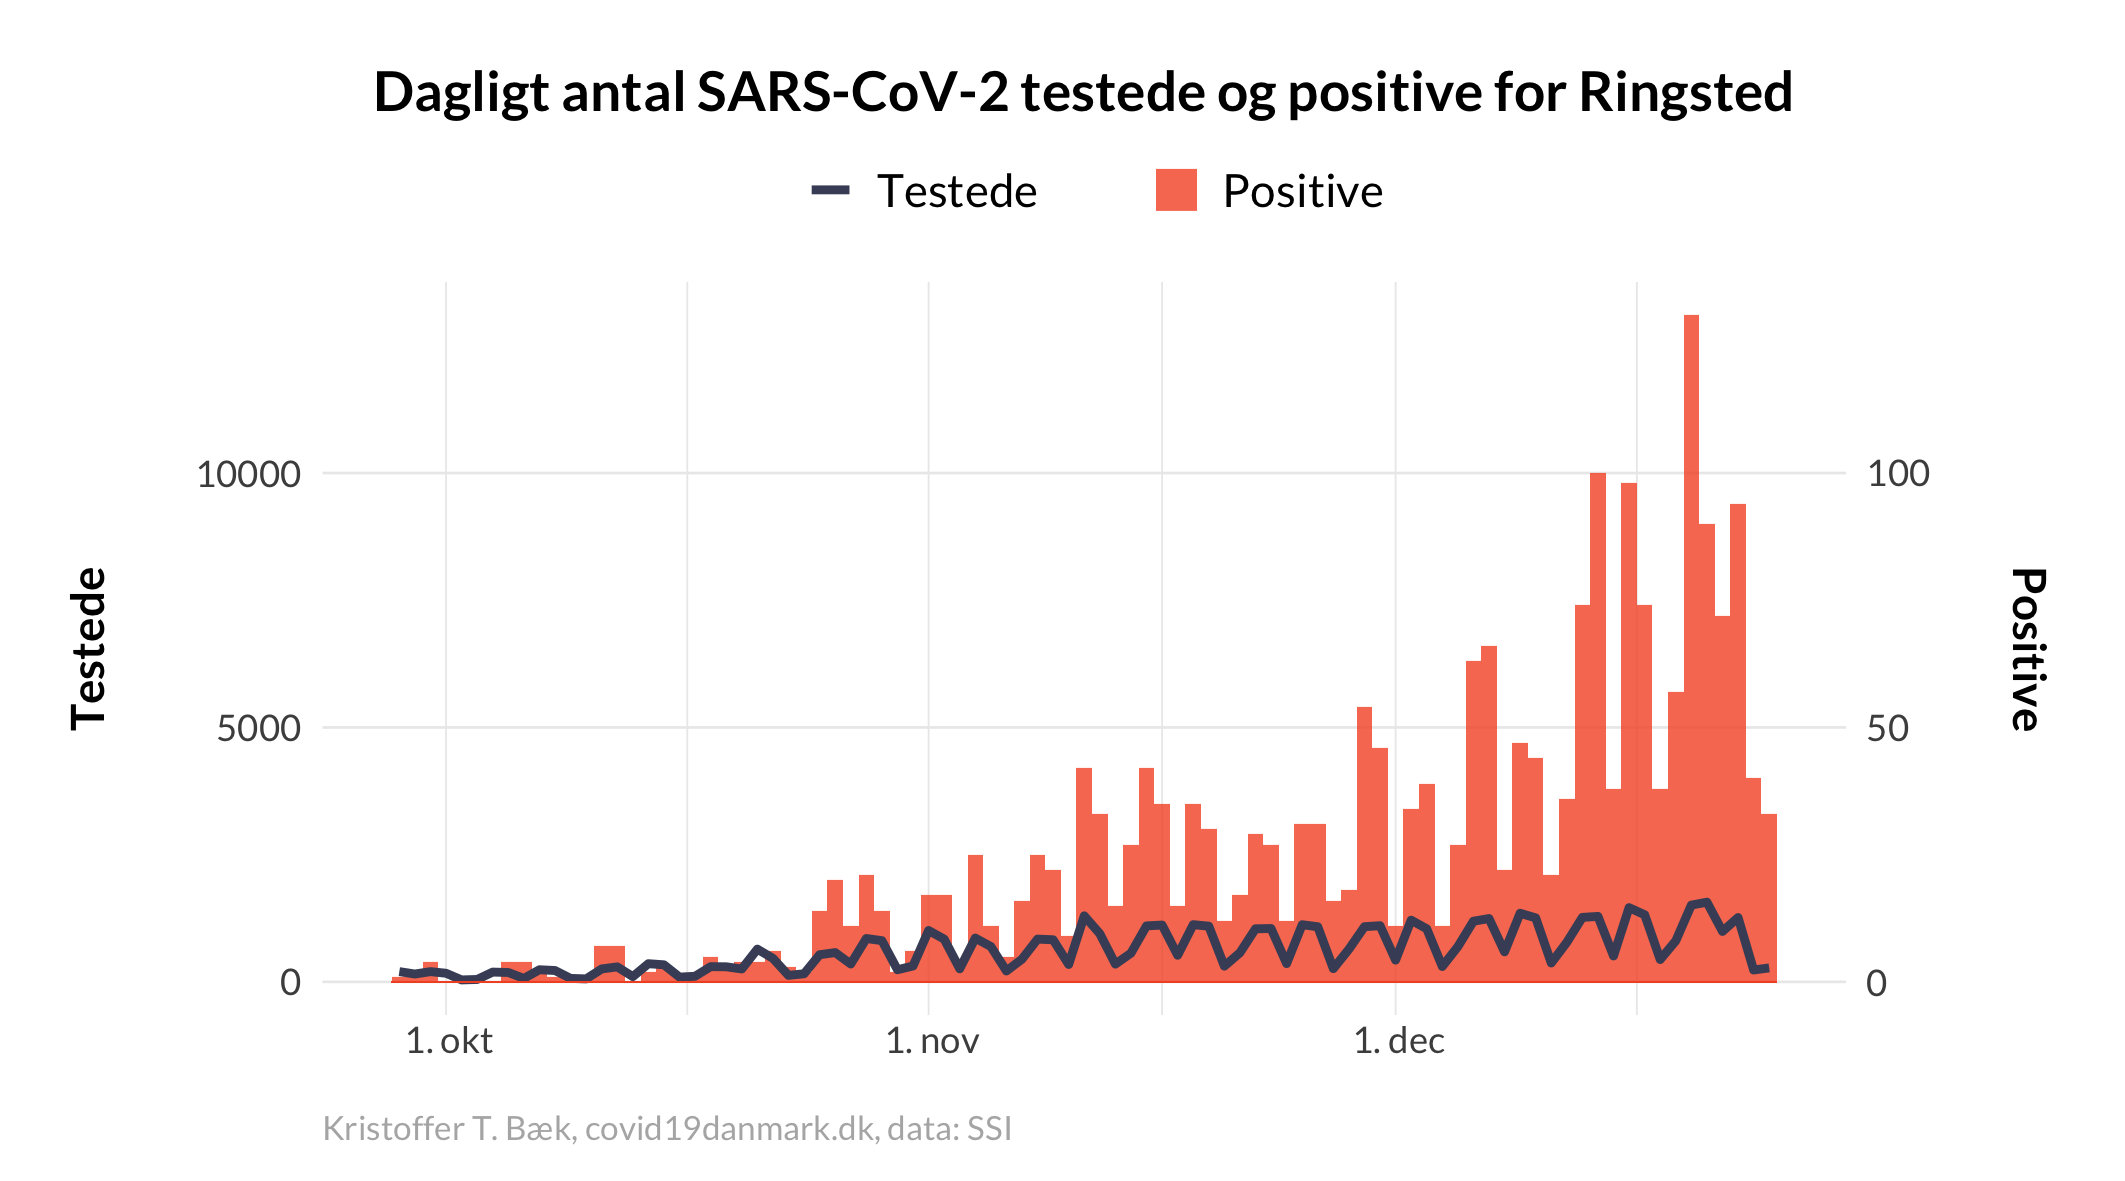 Dagligt antal SARS-CoV-2 testede og positive for Ringsted
Testede
Positive
10000
5000
0
Testede
100
50
0
Positive
1. okt
1. nov
1. dec
Kristoffer T. Bæk, covid19danmark.dk, data: SSI